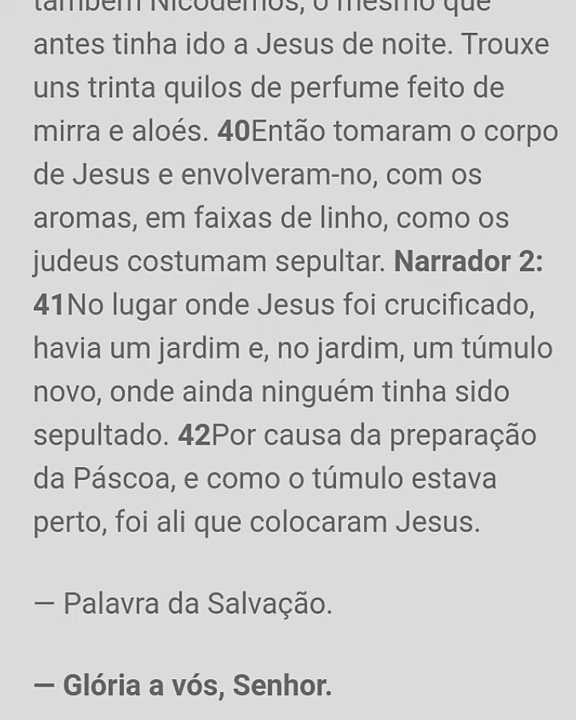 também Nicodemos, o mesmo que
antes tinha ido a Jesus de noite. Trouxe
uns trinta quilos de perfume feito de
mirra e aloés. 40Então tomaram o corpo
de Jesus e envolveram-no, com os
aromas, em faixas de linho, como os
judeus costumam sepultar. Narrador 2:
41No lugar onde Jesus foi crucificado,
havia um jardim e, no jardim, um túmulo
novo, onde ainda ninguém tinha sido
sepultado. 42Por causa da preparação
da Páscoa, e como o túmulo estava
perto, foi ali que colocaram Jesus.
— Palavra da Salvação.
— Glória a vós, Senhor.